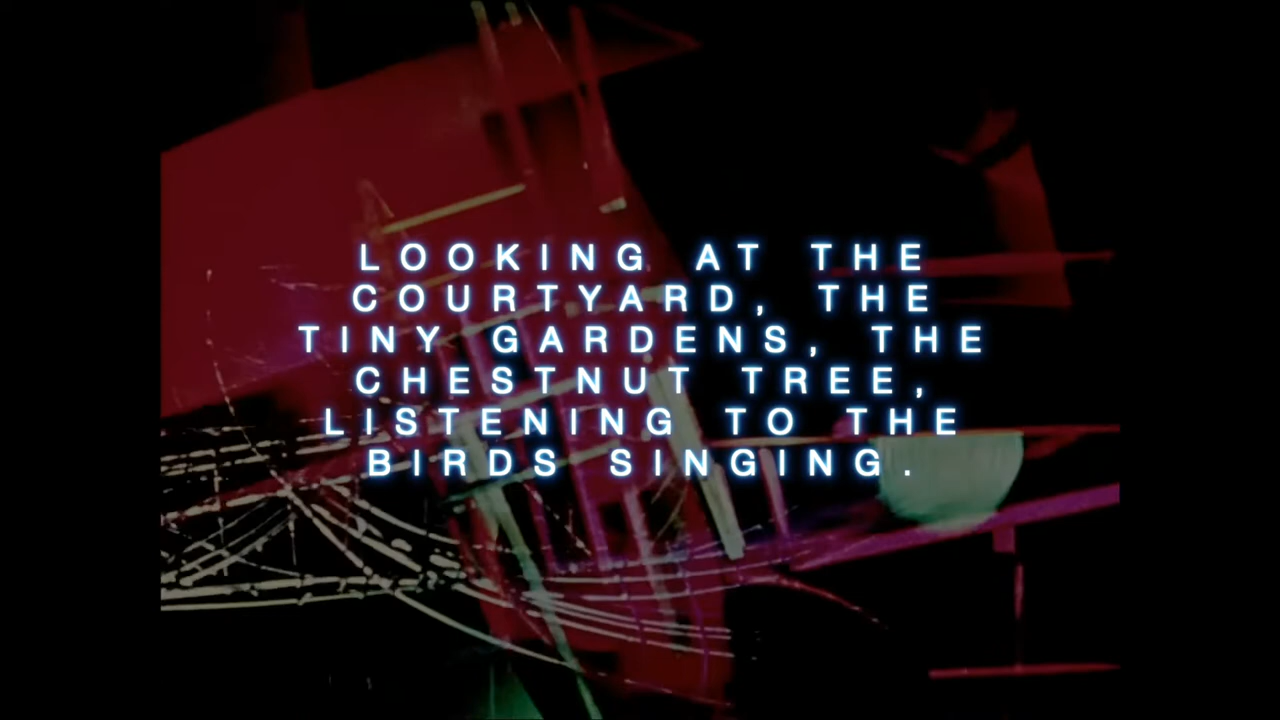 LOOKING AT THE
COURTYARD, THE
TINY GARDENS, THE
CHESTNUT TREE,
LISTENING TO THE
BIRDS SINGING.